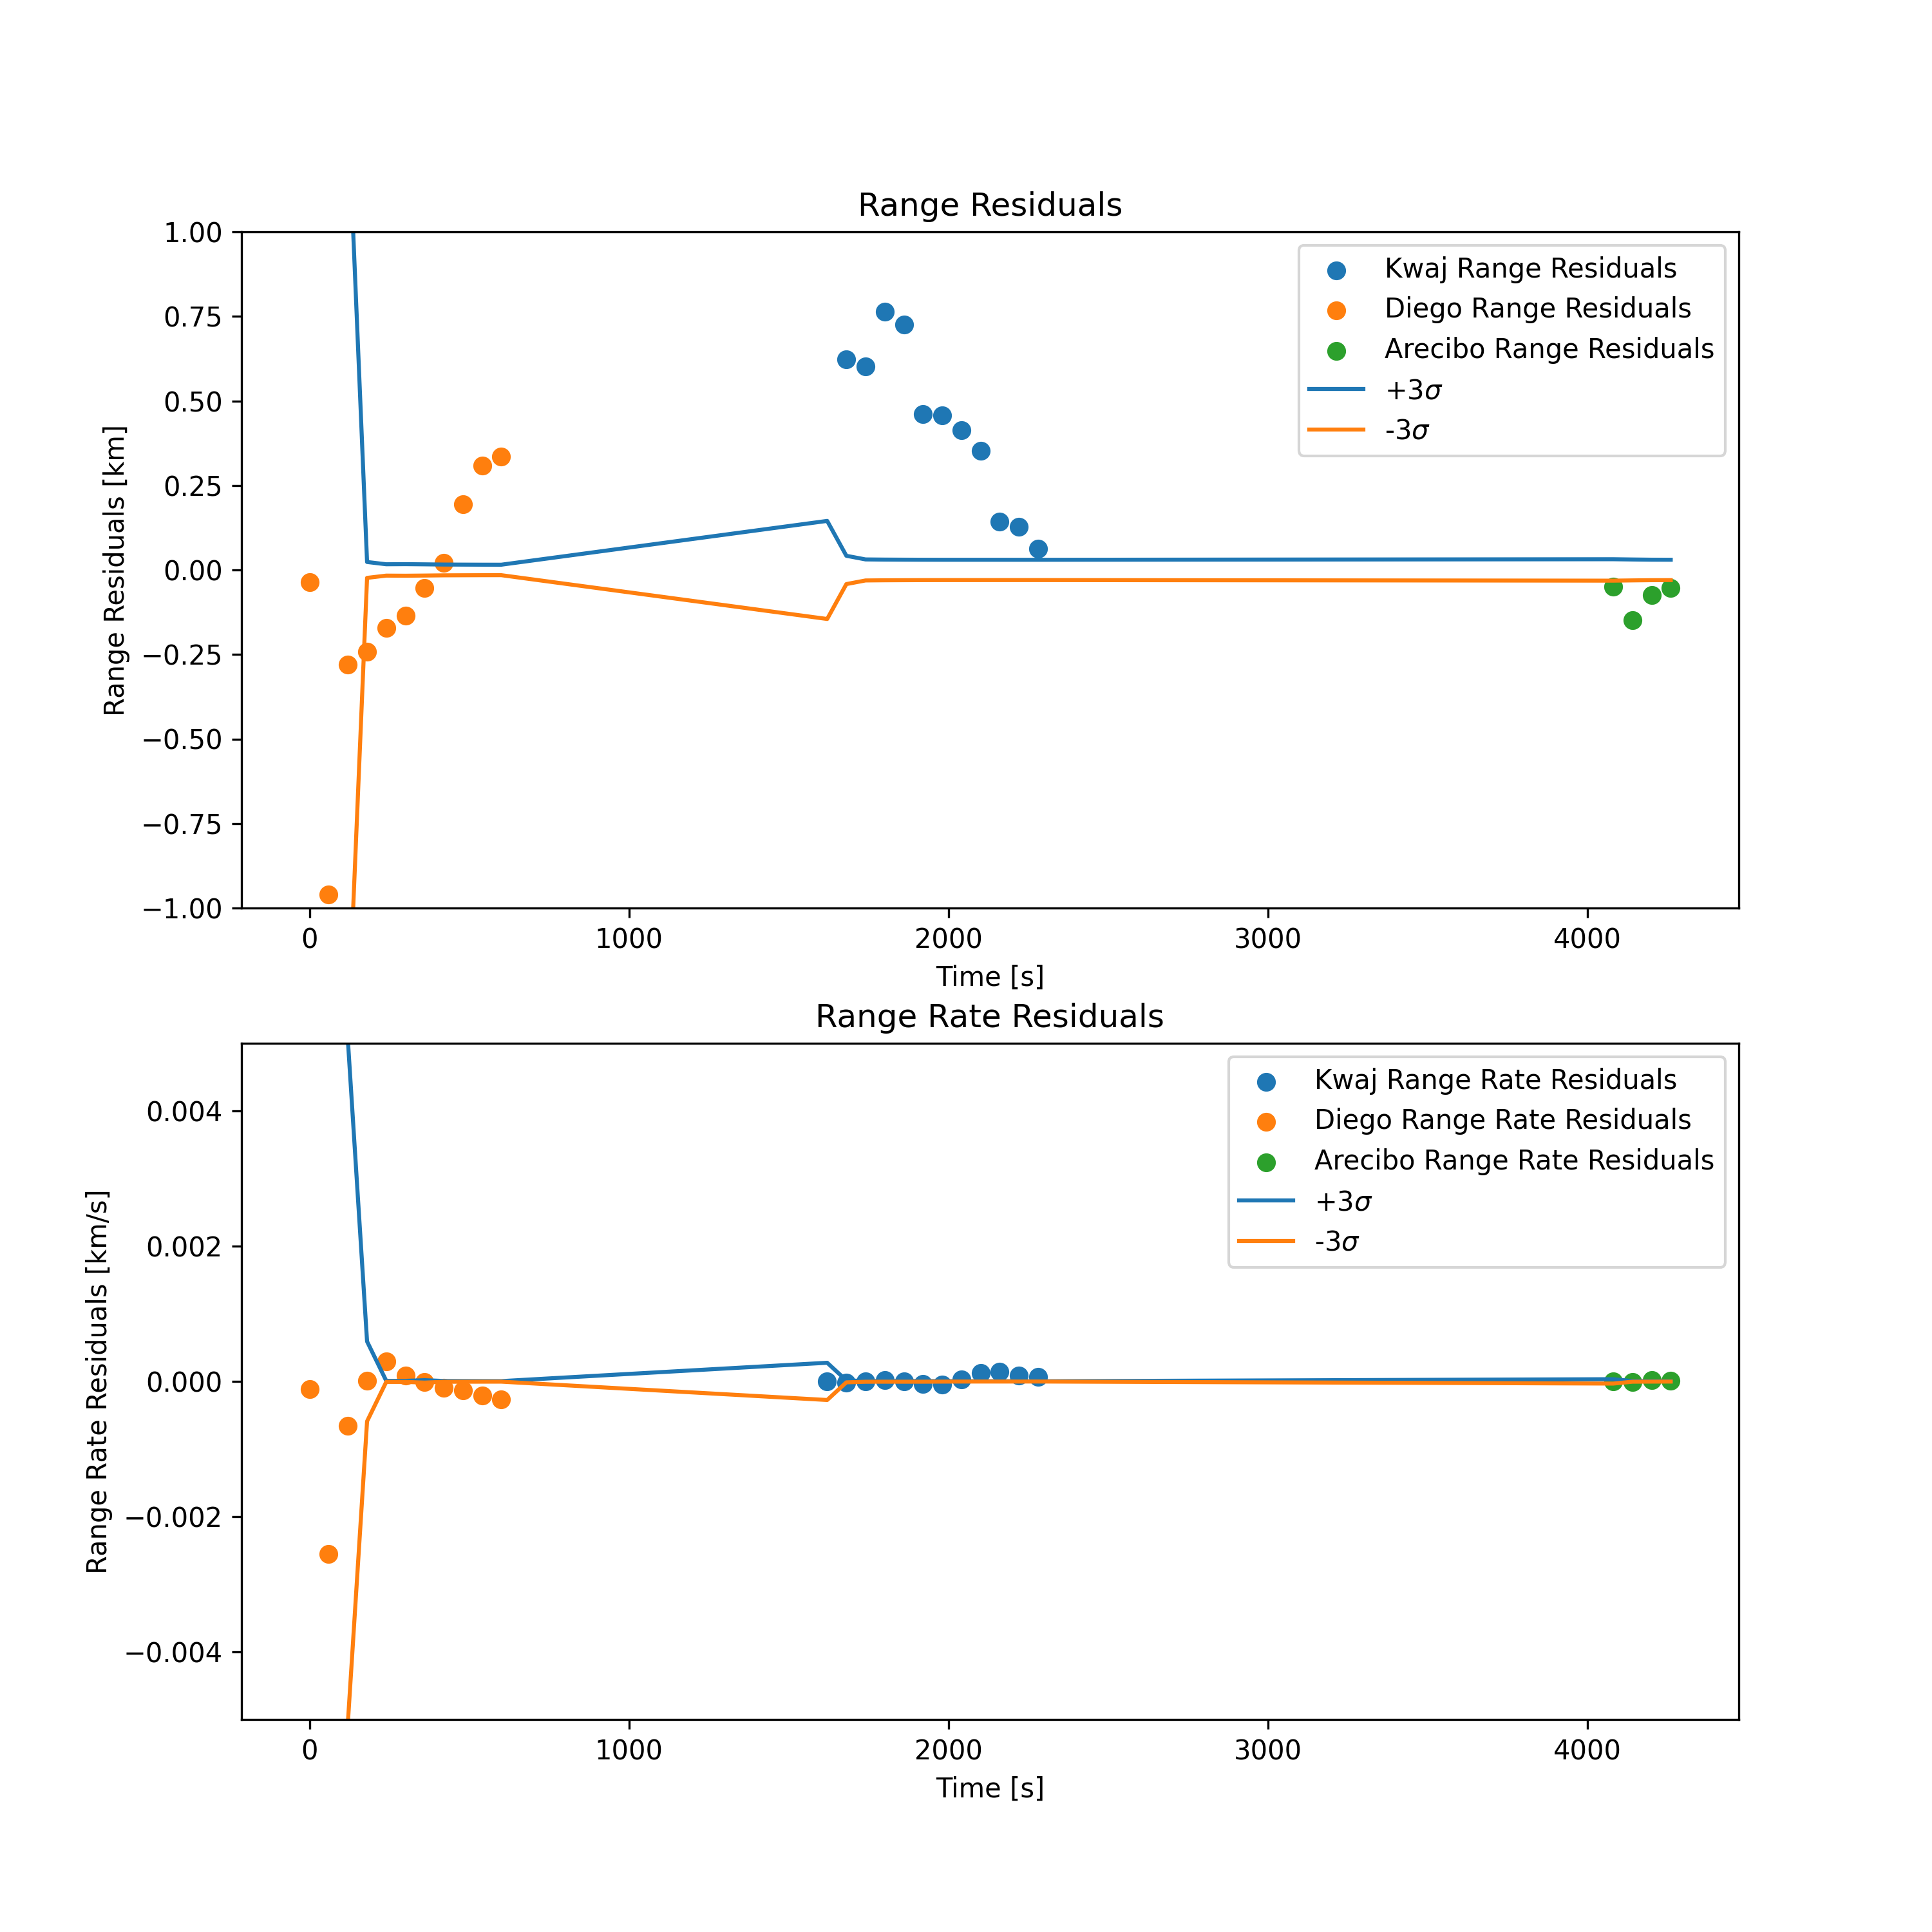 Range Residuals
1.00
0.75
0.50
0.25
0.00
−0.25
−0.50
−0.75
−1.00
Range Residuals [km]
Kwaj Range Residuals
Diego Range Residuals
Arecibo Range Residuals
+3σ
-3σ
0 1000 2000 3000 4000
Time [s]
Range Rate Residuals
0.004
0.002
0.000
−0.002
−0.004
Range Rate Residuals [km/s]
Kwaj Range Rate Residuals
Diego Range Rate Residuals
Arecibo Range Rate Residuals
+3σ
-3σ
0 1000 2000 3000 4000
Time [s]